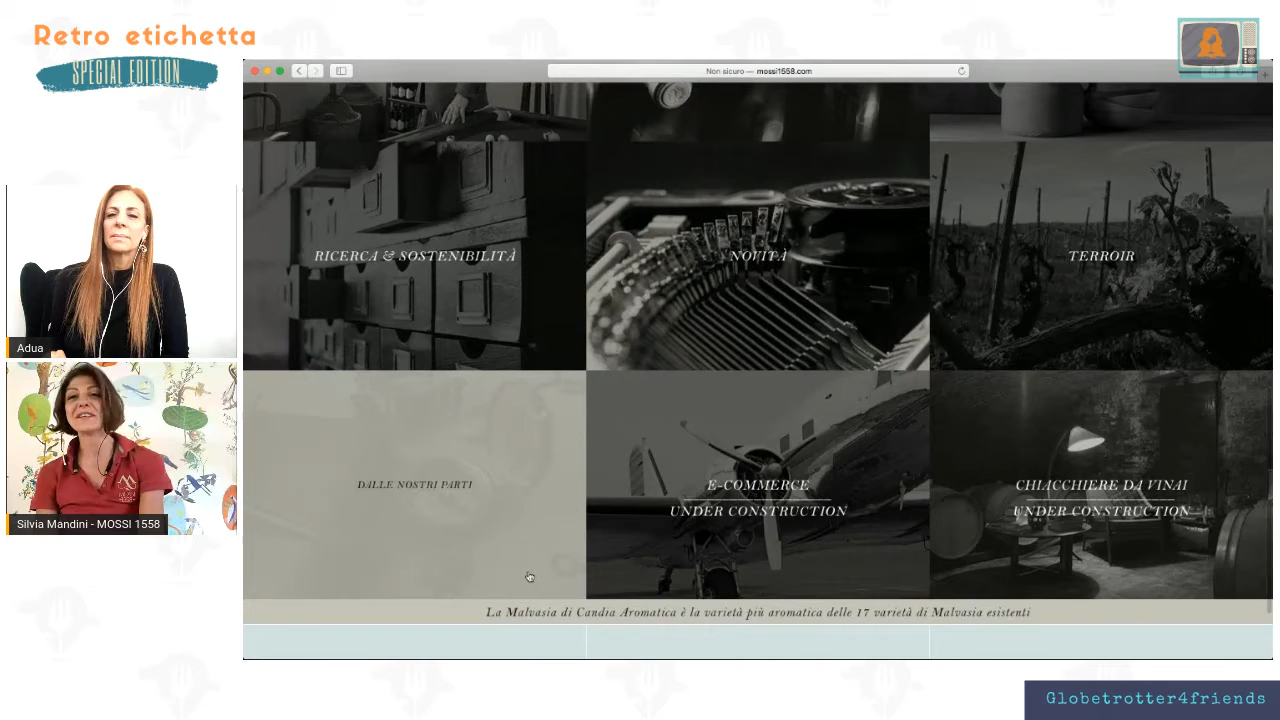 Retro etichetta
SPECIAL EDITION
Non sicuro — mossi1558.com
Adua
Silvia Mandini - MOSSI 1558
RICERCA & SOSTENIBILITÀ
NOVITÀ
TERROIR
DALLE NOSTRI PARTI
E-COMMERCE
UNDER CONSTRUCTION
CHIACCHIERE DA VINAI
UNDER CONSTRUCTION
La Malvasia di Candia Aromatica è la varietà più aromatica delle 17 varietà di Malvasia esistenti
Globetrotter4friends